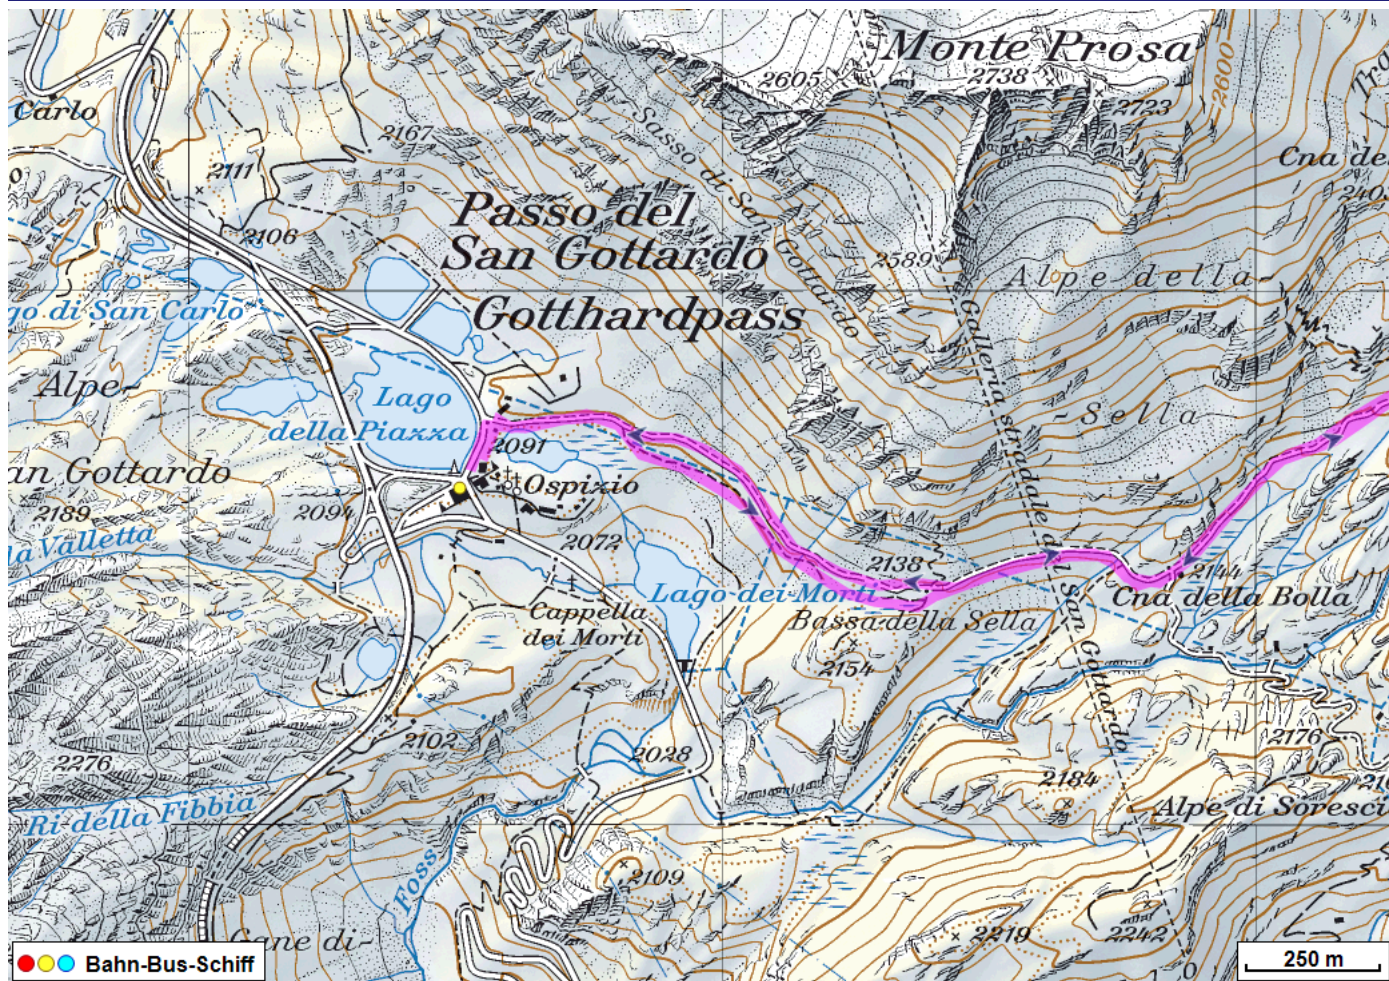 Monte Prosa
2605
2738
2723
2600
Carlo
2167
Sasso di San Gottardo
2111
Cna de
Passo del
San Gottardo
2106
2589
Alpe della
go di San Carlo
Gotthardpass
Galleria stradale del San Gottardo
Alpe-
Lago
della Piazza
- Sella
2091
an Gottardo
Ospizio
2189
2094
la Valletta
2072
2138
2144
Lago dei Morti
Cna della Bolla
Cappella
dei Morti
Bassa della Sella
2154
2102
2176
2276
2028
2184
Ri della Fibbia
Alpe di Soresci
Foss
2109
2219
2242
Gane di-
Bahn-Bus-Schiff
250 m